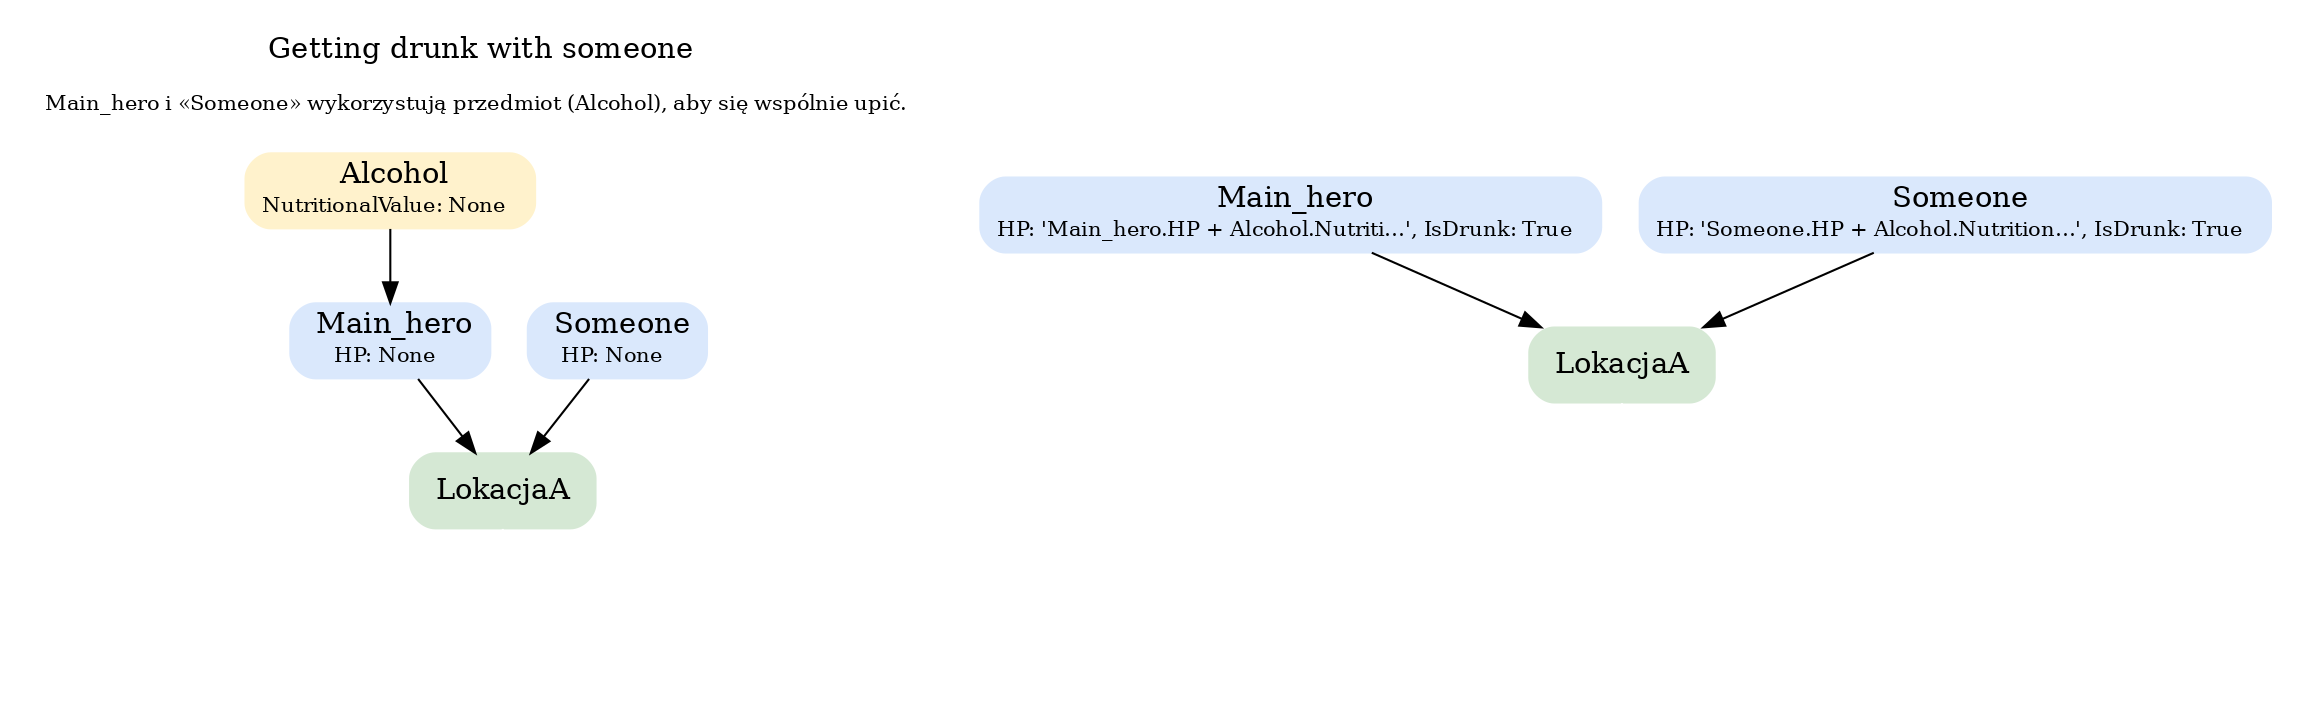 Getting drunk with someone
Main_hero i «Someone» wykorzystują przedmiot (Alcohol), aby się wspólnie upić.
Alcohol
NutritionalValue: None
Main_hero
HP: None
Someone
HP: None
LokacjaA
Main_hero
HP: 'Main_hero.HP + Alcohol.Nutriti...', IsDrunk: True
Someone
HP: 'Someone.HP + Alcohol.Nutrition...', IsDrunk: True
LokacjaA